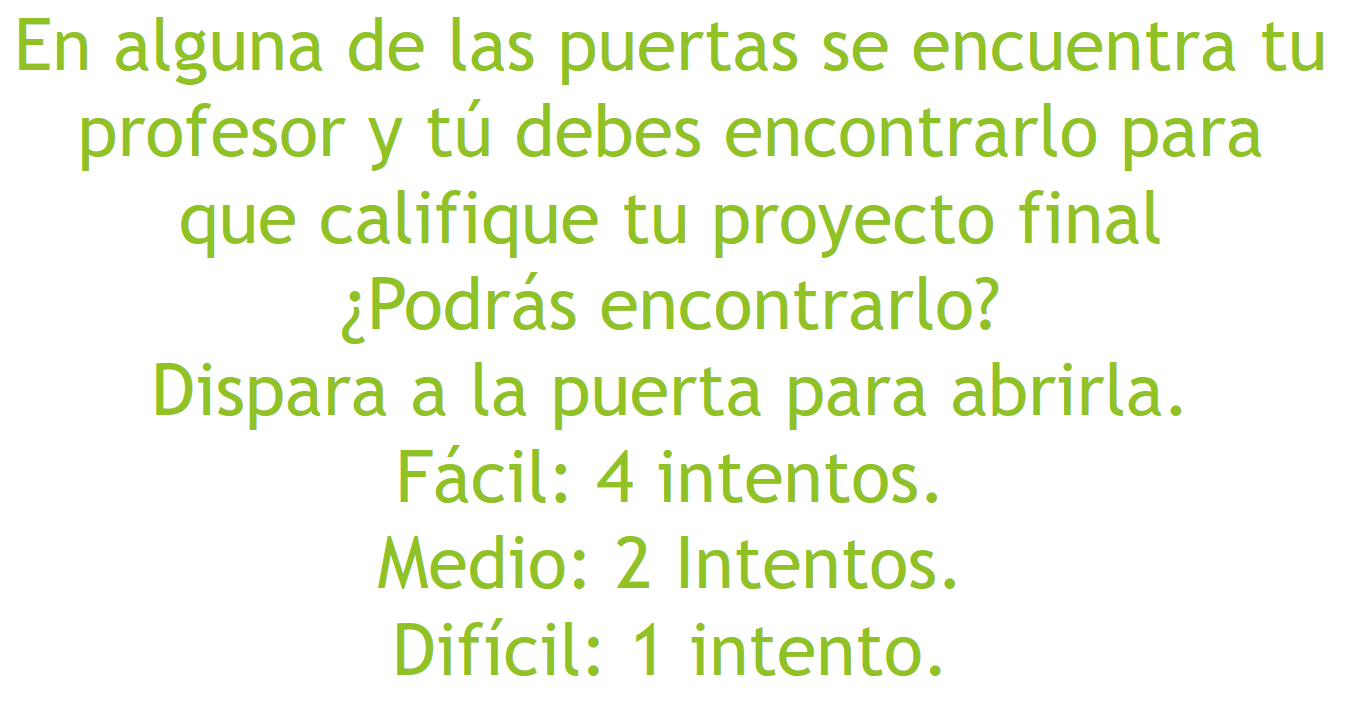 En alguna de las puertas se encuentra tu
profesor y tú debes encontrarlo para
que califique tu proyecto final
¿Podrás encontrarlo?
Dispara a la puerta para abrirla.
Fácil: 4 intentos.
Medio: 2 Intentos.
Difícil: 1 intento.